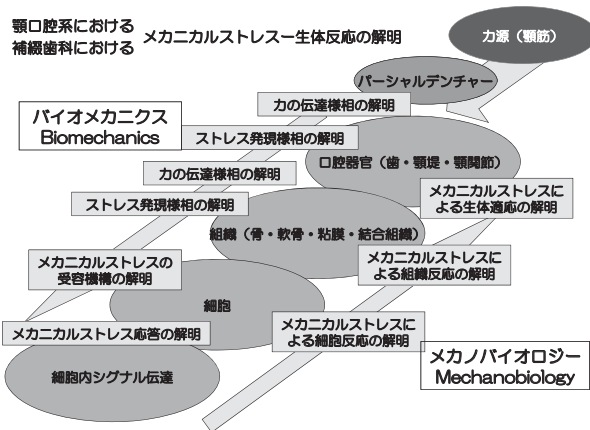 顎口腔系における
補綴歯科における
メカニカルストレスー生体反応の解明
力源（顎筋）
パーシャルデンチャー
力の伝達様相の解明
バイオメカニクス
Biomechanics
ストレス発現様相の解明
口腔器官（歯・顎堤・顎関節）
力の伝達様相の解明
メカニカルストレスに
よる生体適応の解明
ストレス発現様相の解明
組織（骨・軟骨・粘膜・結合組織）
メカニカルストレスの
受容機構の解明
メカニカルストレスに
よる組織反応の解明
細胞
メカニカルストレス応答の解明
メカニカルストレスに
よる細胞反応の解明
メカノバイオロジー
Mechanobiology
細胞内シグナル伝達